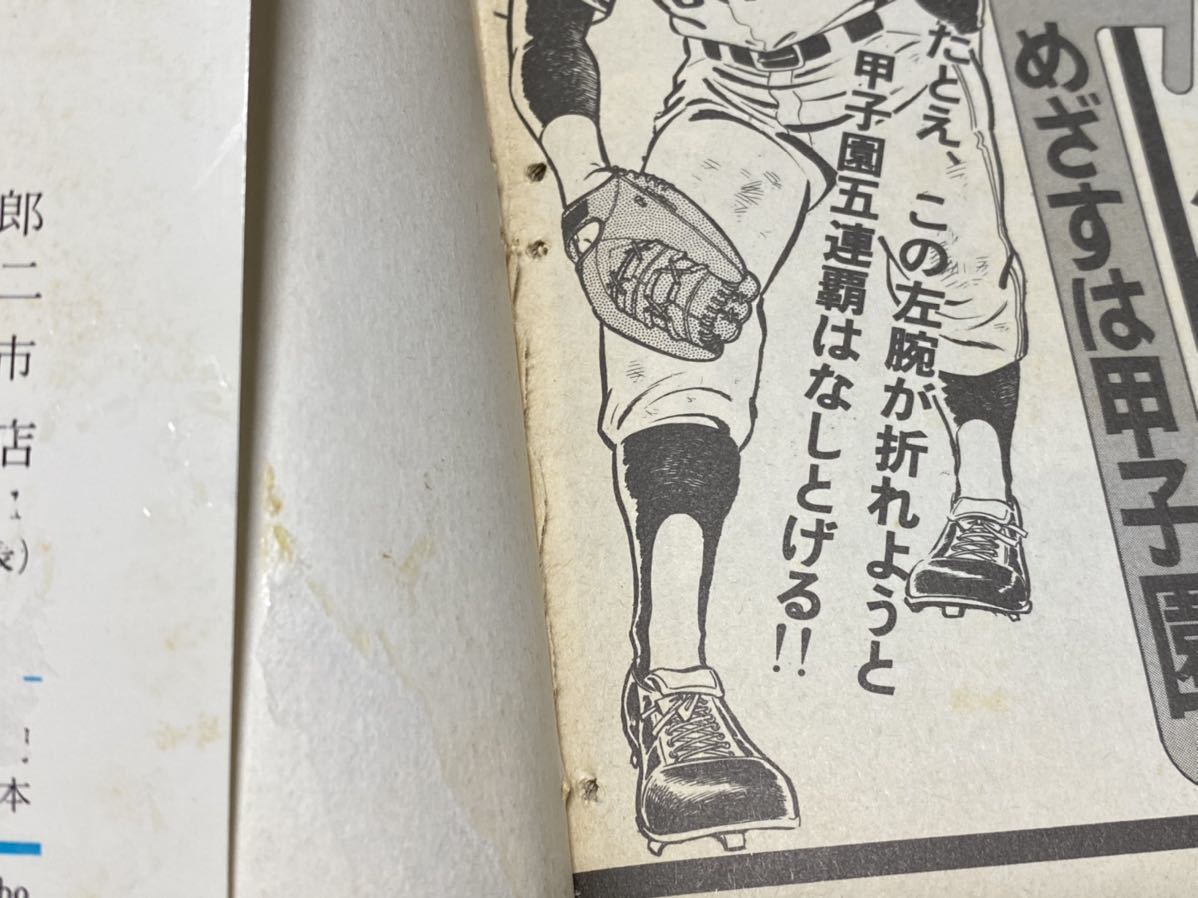 めざすは甲子園
たとえ、この左腕が折れようと
甲子園五連覇はなしとげる!!
郎
二
市
店
本